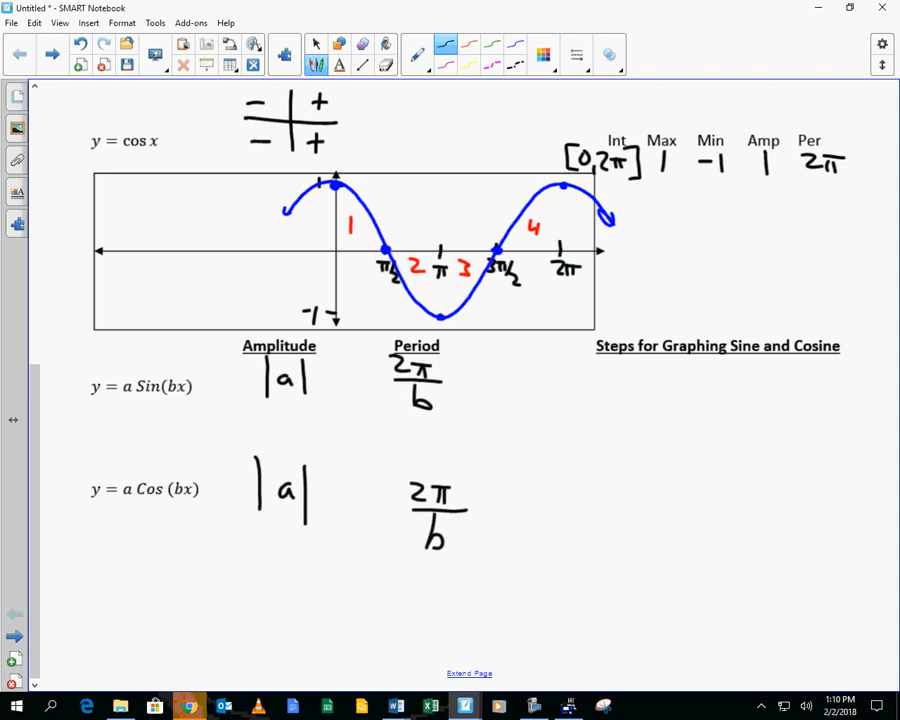 Untitled * - SMART Notebook
File Edit View Insert Format Tools Add-ons Help
− +
− +
y = cos x
Int Max Min Amp Per
[0, 2π] 1 −1 1 2π
1
1 2 3 4
π/2 π 3π/2 2π
-1
Amplitude Period Steps for Graphing Sine and Cosine
y = a Sin(bx) |a| 2π/b
y = a Cos (bx) |a| 2π/b
Extend Page
1:10 PM
2/2/2018